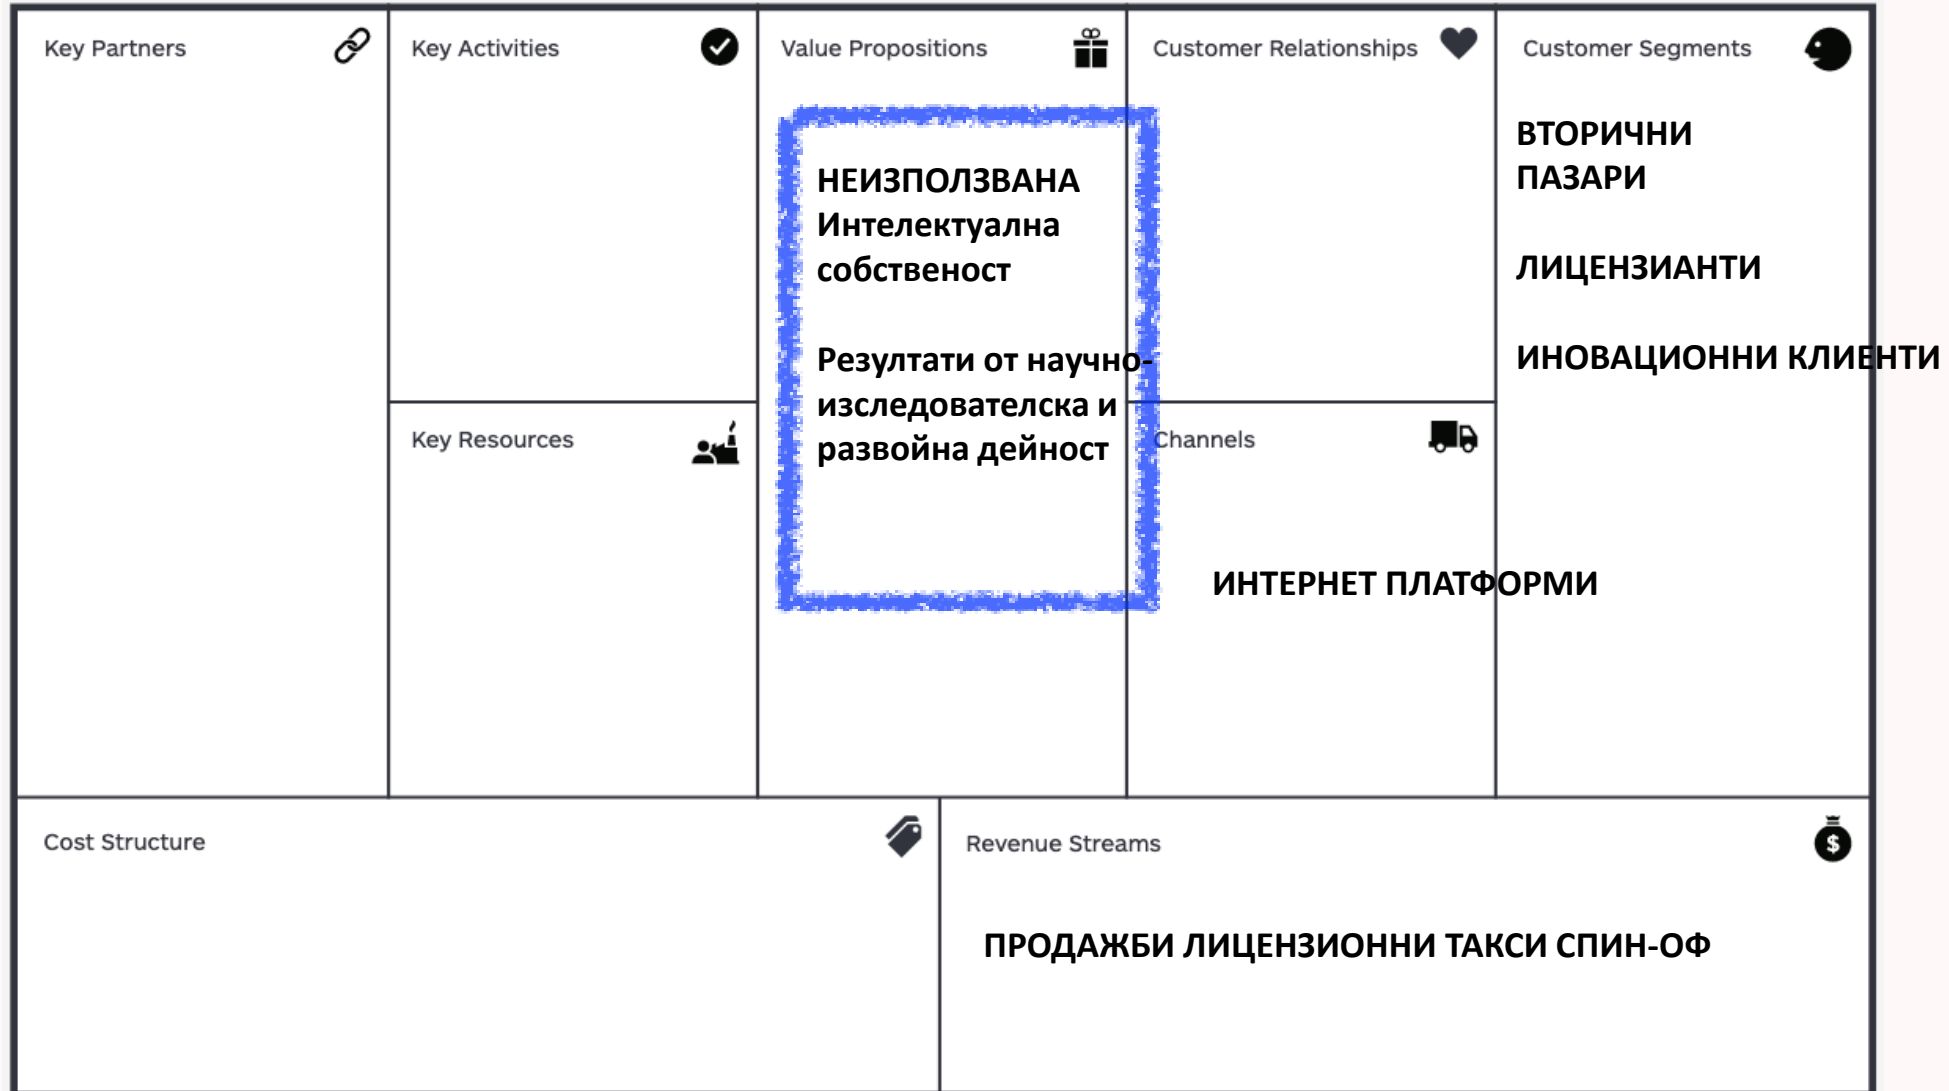 Key Partners
Key Activities
Value Propositions
Customer Relationships
Customer Segments
НЕИЗПОЛЗВАНА
Интелектуална
собственост
Резултати от научно-
изследователска и
развойна дейност
ВТОРИЧНИ
ПАЗАРИ
ЛИЦЕНЗИАНТИ
ИНОВАЦИОННИ КЛИЕНТИ
Key Resources
Channels
ИНТЕРНЕТ ПЛАТФОРМИ
Cost Structure
Revenue Streams
$
ПРОДАЖБИ ЛИЦЕНЗИОННИ ТАКСИ СПИН-ОФ